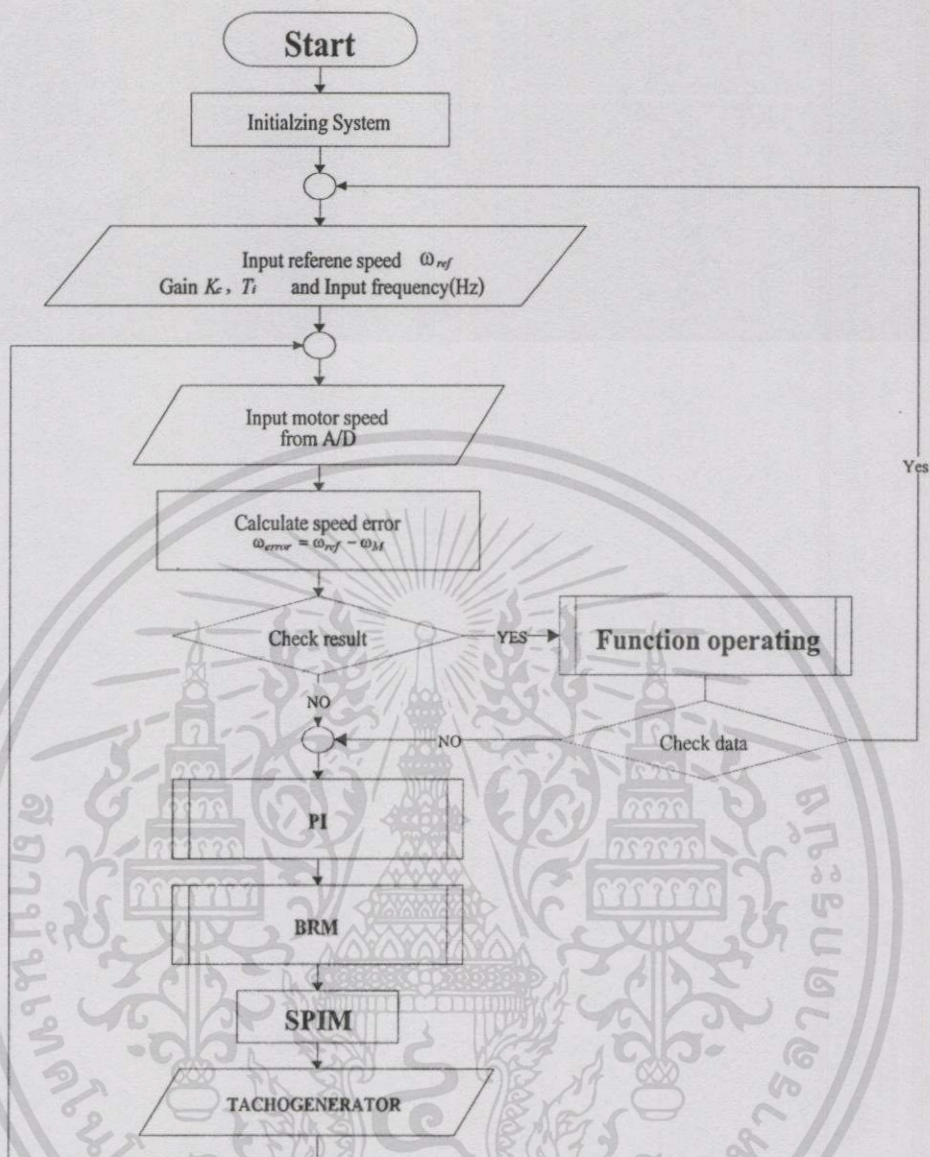 Start
Initialzing System
Input referene speed ω_ref
Gain K_c, T_i and Input frequency(Hz)
Input motor speed
from A/D
Yes
Calculate speed error
ω_error = ω_ref − ω_M
Check result
YES
Function operating
NO
NO
Check data
PI
BRM
SPIM
TACHOGENERATOR